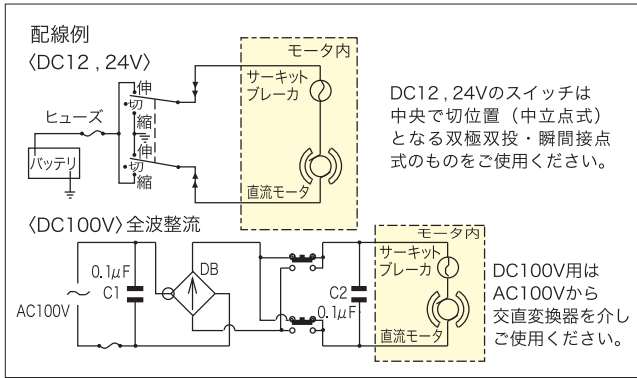 配線例
〈DC12，24V〉
モータ内
サーキット
ブレーカ
伸
切
縮
伸
切
縮
ヒューズ
バッテリ
直流モータ
DC12，24Vのスイッチは
中央で切位置（中立点式）
となる双極双投・瞬間接点
式のものをご使用ください。
〈DC100V〉全波整流
モータ内
サーキット
ブレーカ
0.1μF
C1
DB
C2
0.1μF
AC100V
直流モータ
DC100V用は
AC100Vから
交直変換器を介し
ご使用ください。